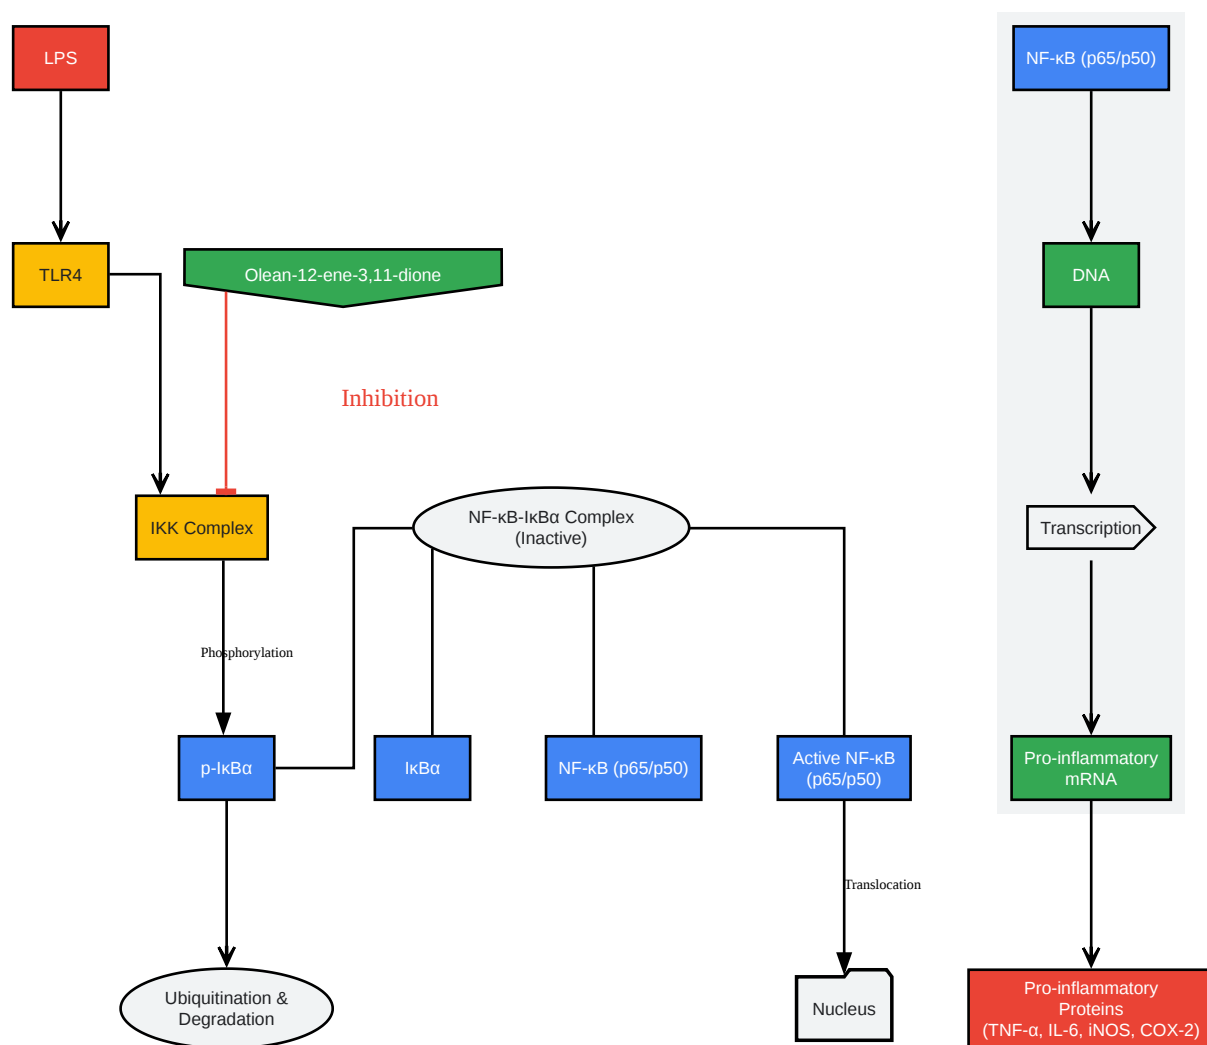 LPS
NF-κB (p65/p50)
TLR4
Olean-12-ene-3,11-dione
DNA
Inhibition
IKK Complex
NF-κB-IκBα Complex
(Inactive)
Transcription
Phosphorylation
p-IκBα
IκBα
NF-κB (p65/p50)
Active NF-κB
(p65/p50)
Pro-inflammatory
mRNA
Translocation
Ubiquitination &
Degradation
Nucleus
Pro-inflammatory
Proteins
(TNF-α, IL-6, iNOS, COX-2)